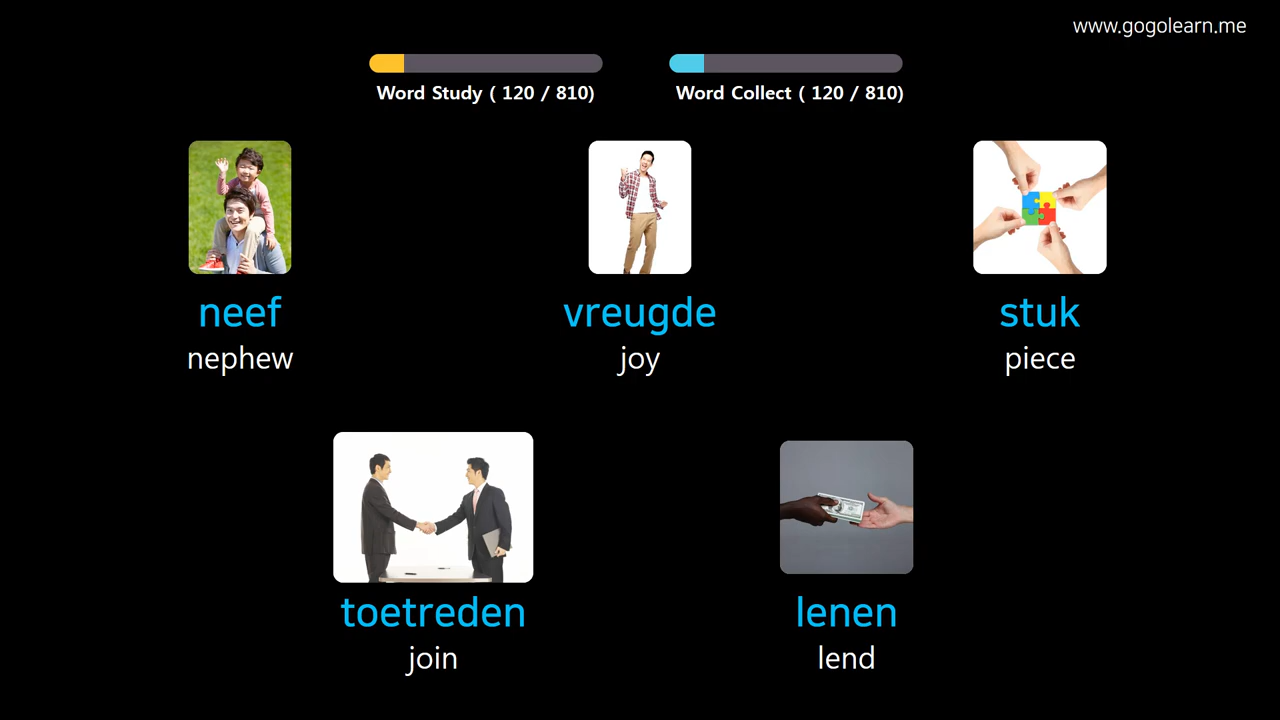 www.gogolearn.me
Word Study ( 120 / 810)
Word Collect ( 120 / 810)
neef
nephew
vreugde
joy
stuk
piece
toetreden
join
lenen
lend